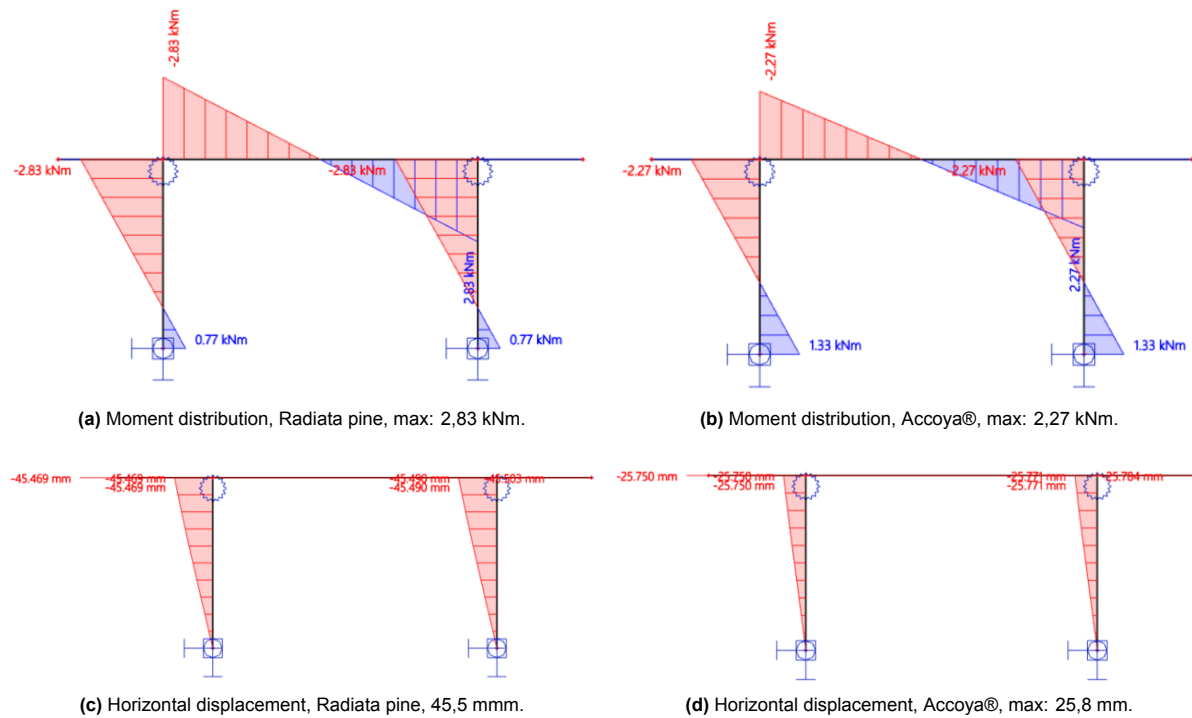 -2.83 kNm
-2.27 kNm
-2.83 kNm
-2.83 kNm
-2.27 kNm
-2.27 kNm
2.83 kNm
2.27 kNm
0.77 kNm
0.77 kNm
1.33 kNm
1.33 kNm
(a) Moment distribution, Radiata pine, max: 2,83 kNm.
(b) Moment distribution, Accoya®, max: 2,27 kNm.
-45.469 mm
-45.469 mm
-45.490 mm
-45.503 mm
-25.750 mm
-25.750 mm
-25.771 mm
-25.784 mm
-45.469 mm
-45.490 mm
-25.750 mm
-25.771 mm
(c) Horizontal displacement, Radiata pine, 45,5 mmm.
(d) Horizontal displacement, Accoya®, max: 25,8 mm.